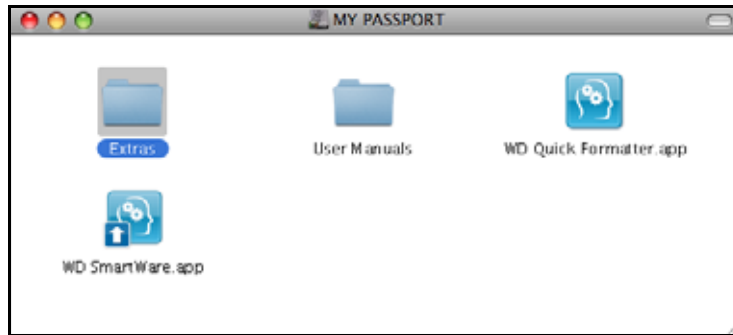 MY PASSPORT
Extras
User Manuals
WD Quick Formatter.app
WD SmartWare.app